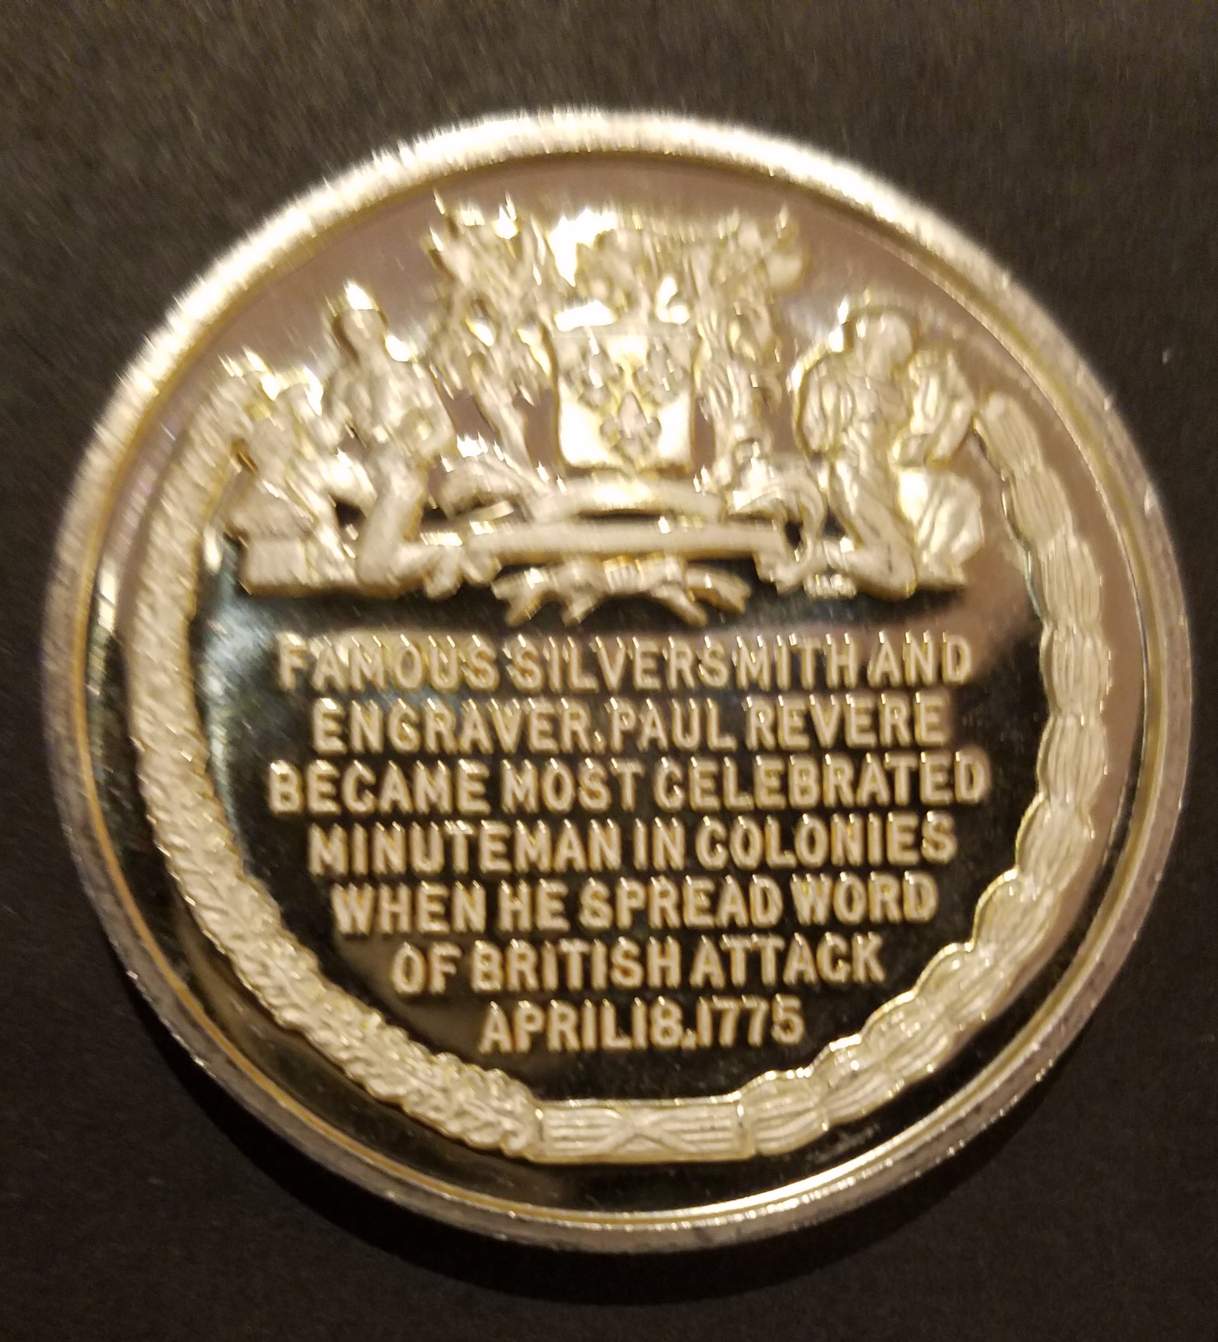 FAMOUS SILVERSMITH AND
ENGRAVER, PAUL REVERE
BECAME MOST CELEBRATED
MINUTEMAN IN COLONIES
WHEN HE SPREAD WORD
OF BRITISH ATTACK
APRIL 18, 1775